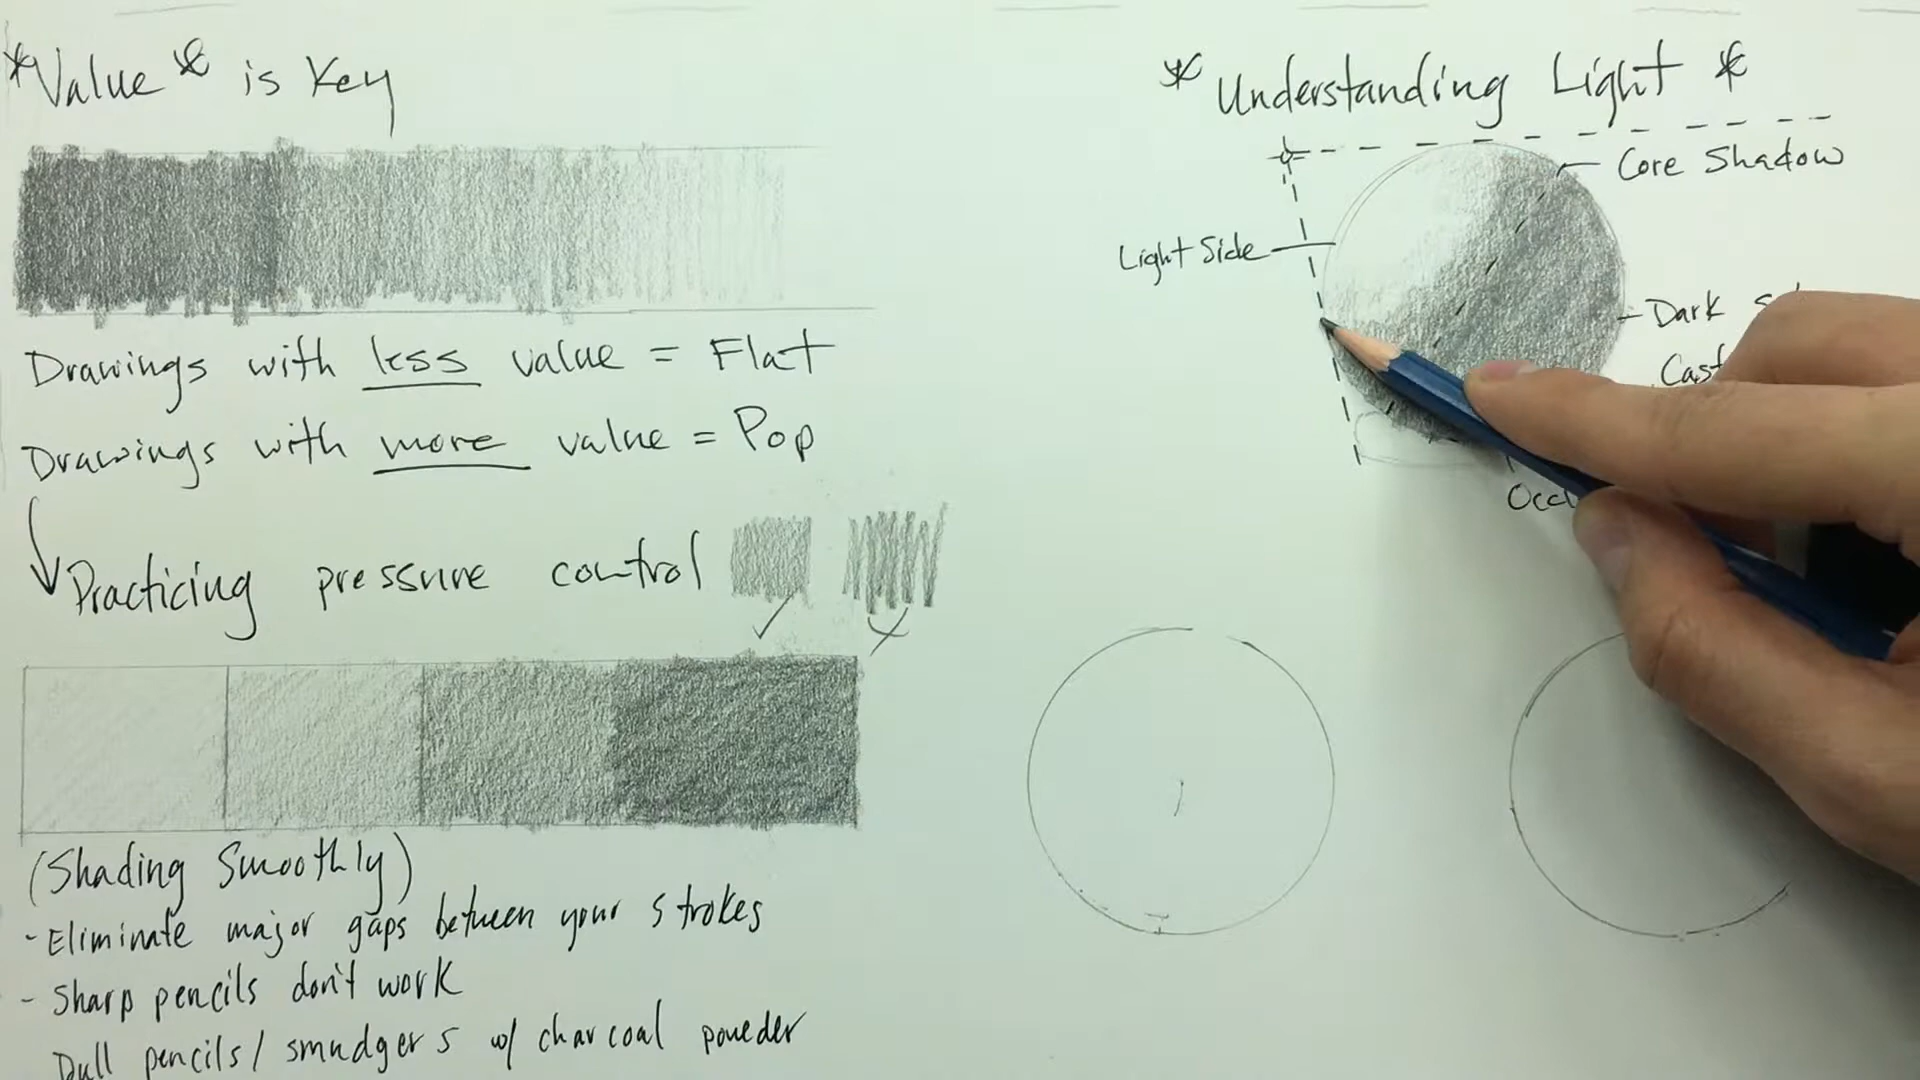 *Value* is Key
Drawings with less value = Flat
Drawings with more value = Pop
Practicing pressure control
(Shading Smoothly)
- Eliminate major gaps between your strokes
- Sharp pencils don't work
Dull pencils/ smudgers w/ charcoal powder
* Understanding Light *
Core Shadow
Light Side
Dark
Cast